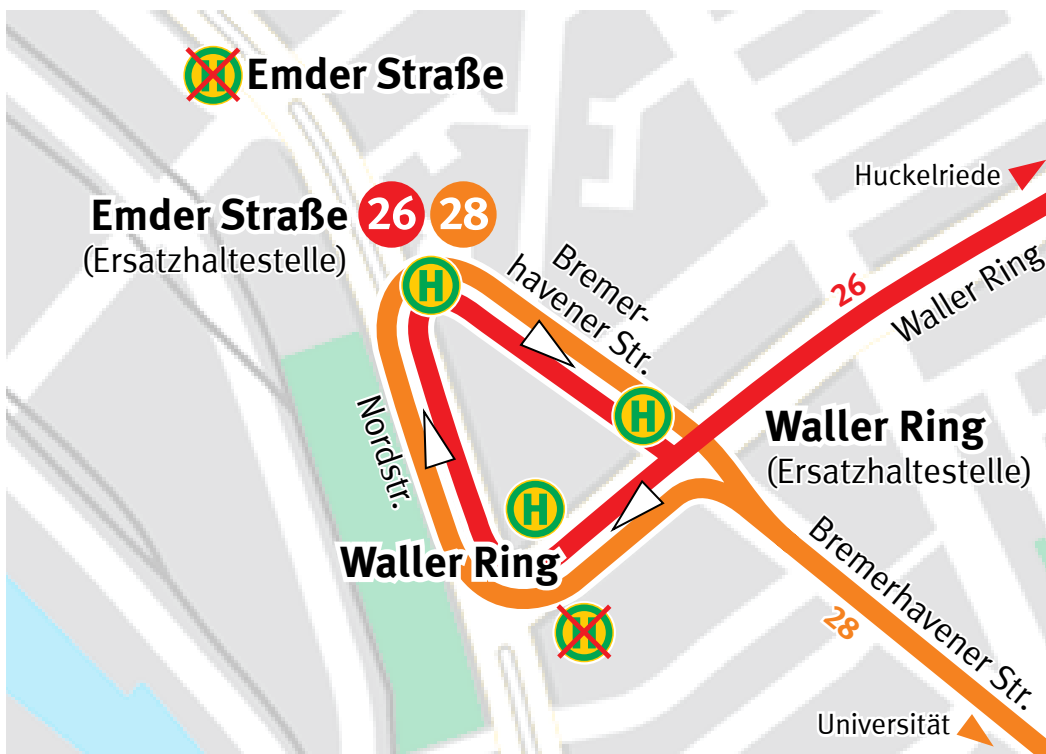 H Emder Straße
Huckelriede
Emder Straße 26 28
(Ersatzhaltestelle)
H
Bremer-
havener Str.
26
Waller Ring
Nordstr.
H
Waller Ring
(Ersatzhaltestelle)
H
Waller Ring
H
Bremerhavener Str.
28
Universität